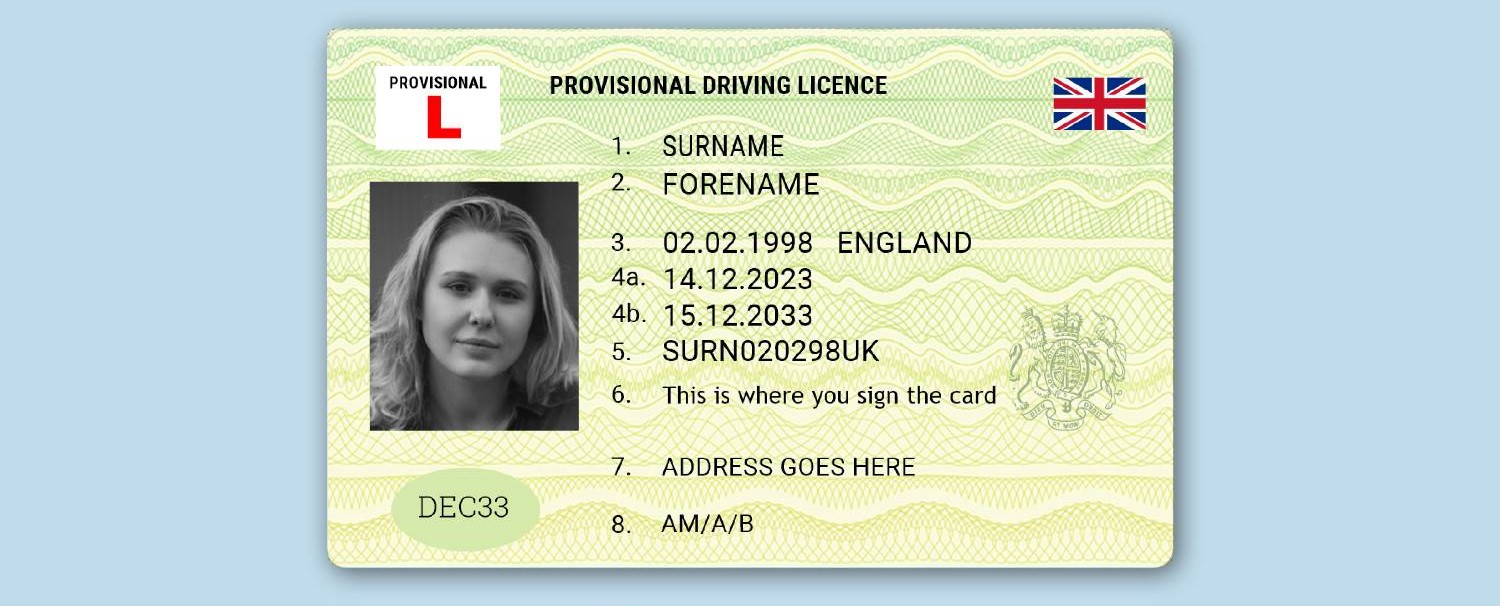 PROVISIONAL
L
PROVISIONAL DRIVING LICENCE
1. SURNAME
2. FORENAME
3. 02.02.1998 ENGLAND
4a. 14.12.2023
4b. 15.12.2033
5. SURN020298UK
6. This is where you sign the card
7. ADDRESS GOES HERE
8. AM/A/B
DEC33